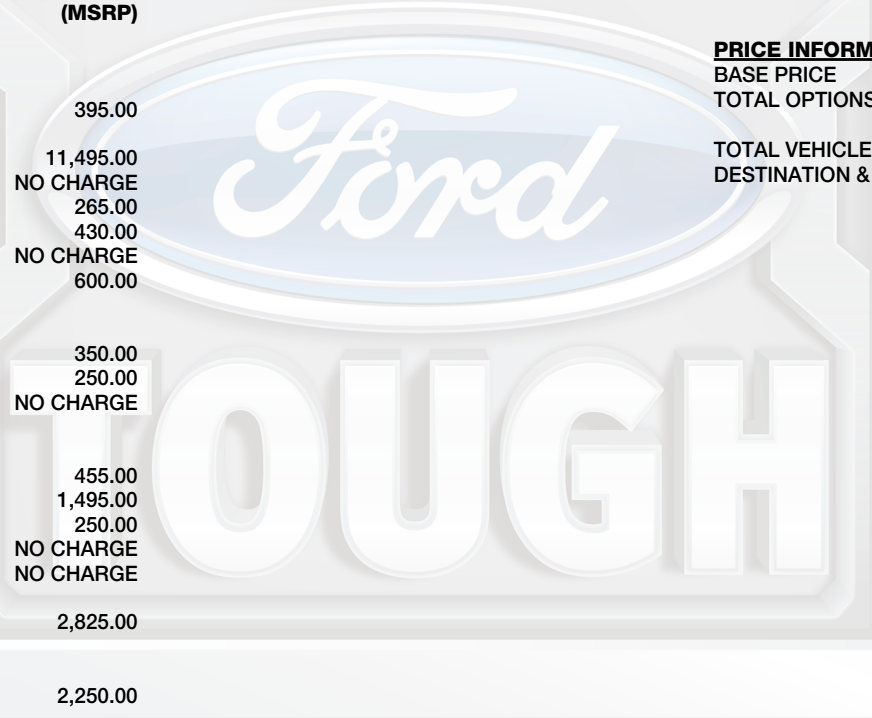 (MSRP)
395.00
11,495.00
NO CHARGE
265.00
430.00
NO CHARGE
600.00
350.00
250.00
NO CHARGE
455.00
1,495.00
250.00
NO CHARGE
NO CHARGE
2,825.00
2,250.00
PRICE INFORM
BASE PRICE
TOTAL OPTIONS
TOTAL VEHICLE
DESTINATION &
Ford
TOUGH